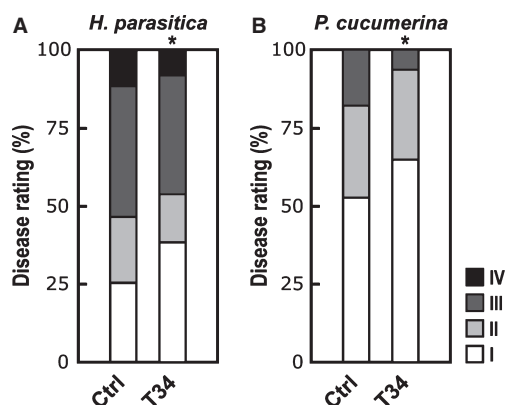 A H. parasitica
*
100
75
50
25
0
Disease rating (%)
Ctrl T34
B P. cucumerina
*
100
75
50
25
0
Disease rating (%)
Ctrl T34
IV
III
II
I